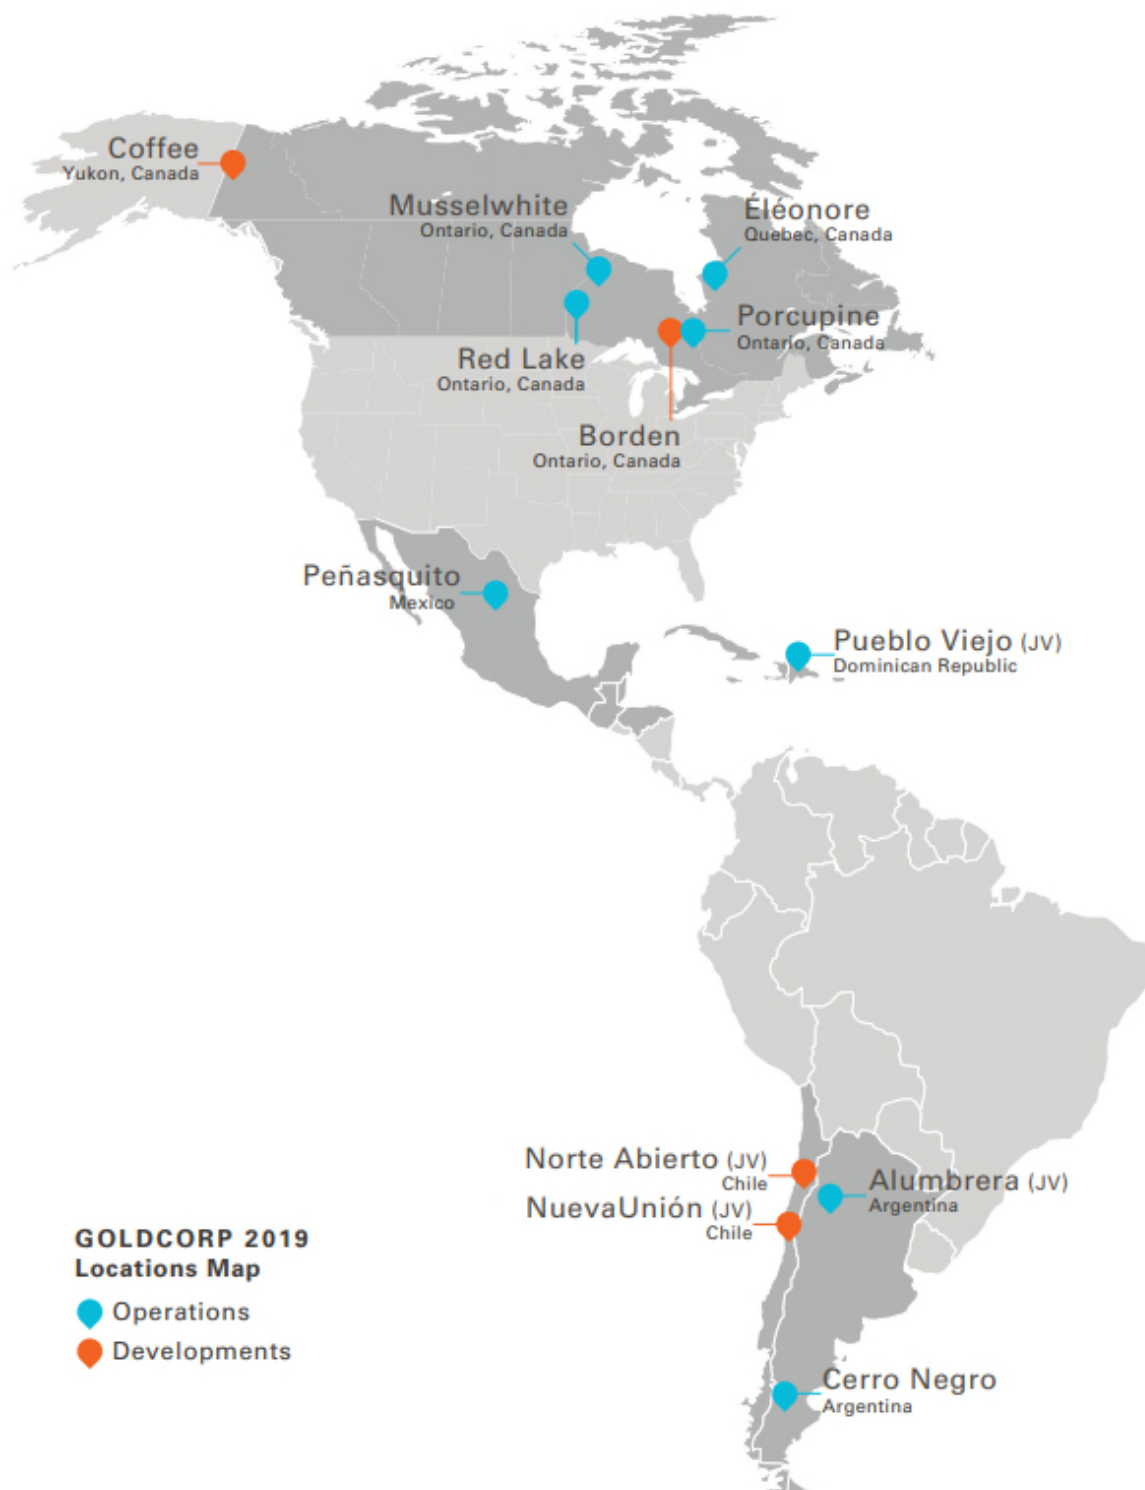 Coffee
Yukon, Canada
Musselwhite
Ontario, Canada
Éléonore
Quebec, Canada
Porcupine
Ontario, Canada
Red Lake
Ontario, Canada
Borden
Ontario, Canada
Peñasquito
Mexico
Pueblo Viejo (JV)
Dominican Republic
Norte Abierto (JV)
Chile
Alumbrera (JV)
Argentina
NuevaUnión (JV)
Chile
GOLDCORP 2019
Locations Map
Operations
Developments
Cerro Negro
Argentina